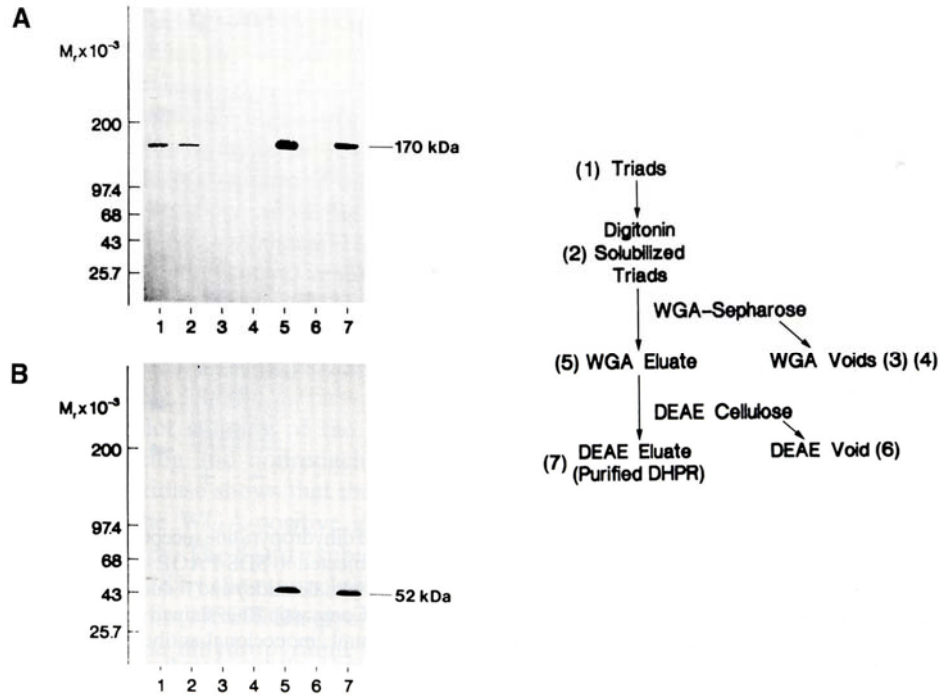 A
Mr x 10⁻³
200
97.4
68
43
25.7
170 kDa
1 2 3 4 5 6 7
B
Mr x 10⁻³
200
97.4
68
43
25.7
52 kDa
1 2 3 4 5 6 7
(1) Triads
Digitonin
(2) Solubilized
Triads
WGA-Sepharose
(5) WGA Eluate
WGA Voids (3) (4)
DEAE Cellulose
(7) DEAE Eluate
(Purified DHPR)
DEAE Void (6)